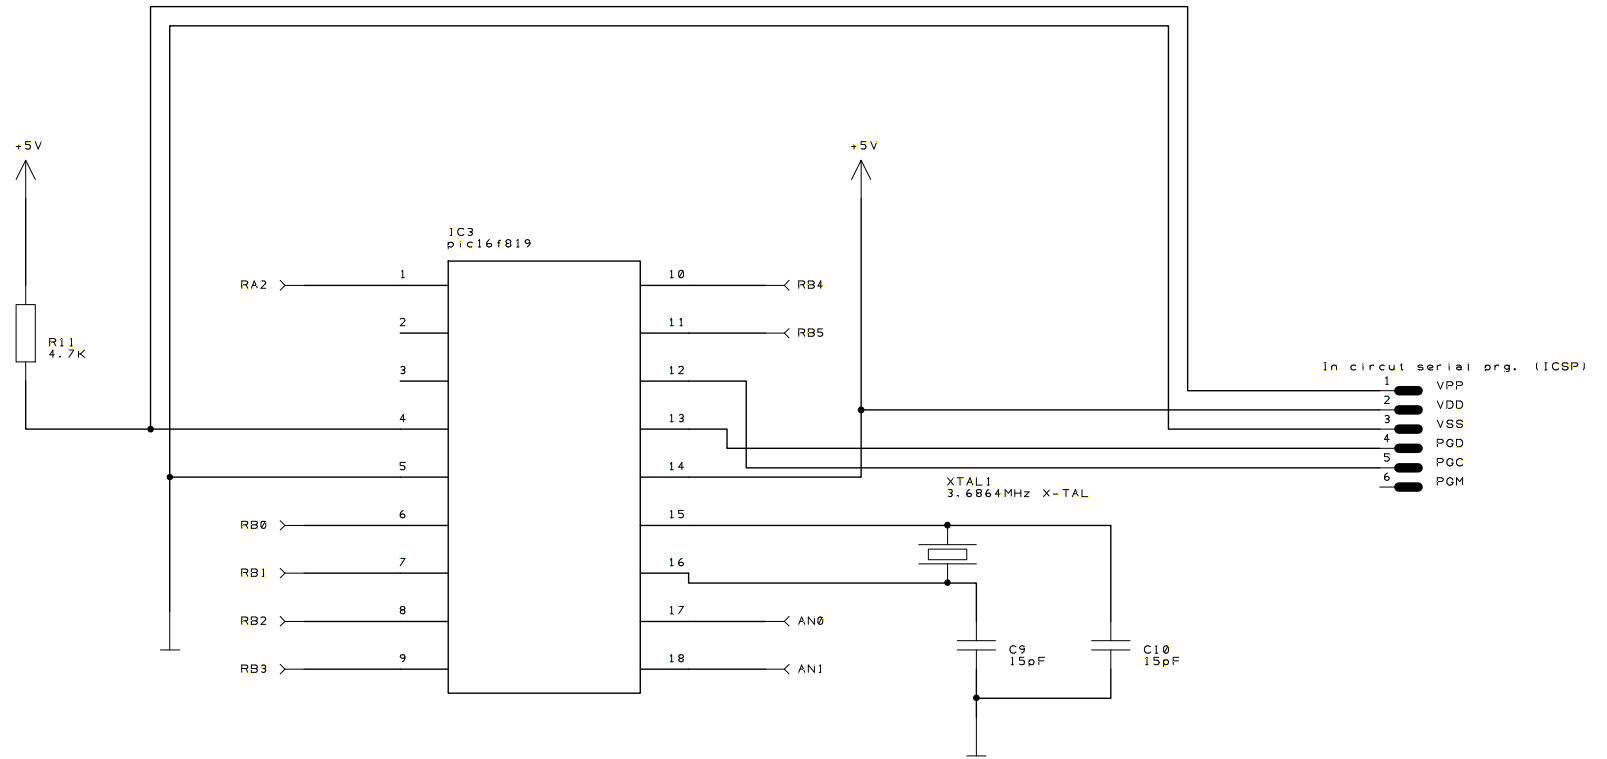 +5V
+5V
IC3
pic16f819
RA2
1
10
RB4
2
11
RB5
R11
4.7K
3
12
In circut serial prg. (ICSP)
1
VPP
2
VDD
3
VSS
4
PGD
5
PGC
6
PGM
4
13
5
14
XTAL1
3.6864MHz X-TAL
RB0
6
15
RB1
7
16
RB2
8
17
AN0
C9
15pF
C10
15pF
RB3
9
18
AN1